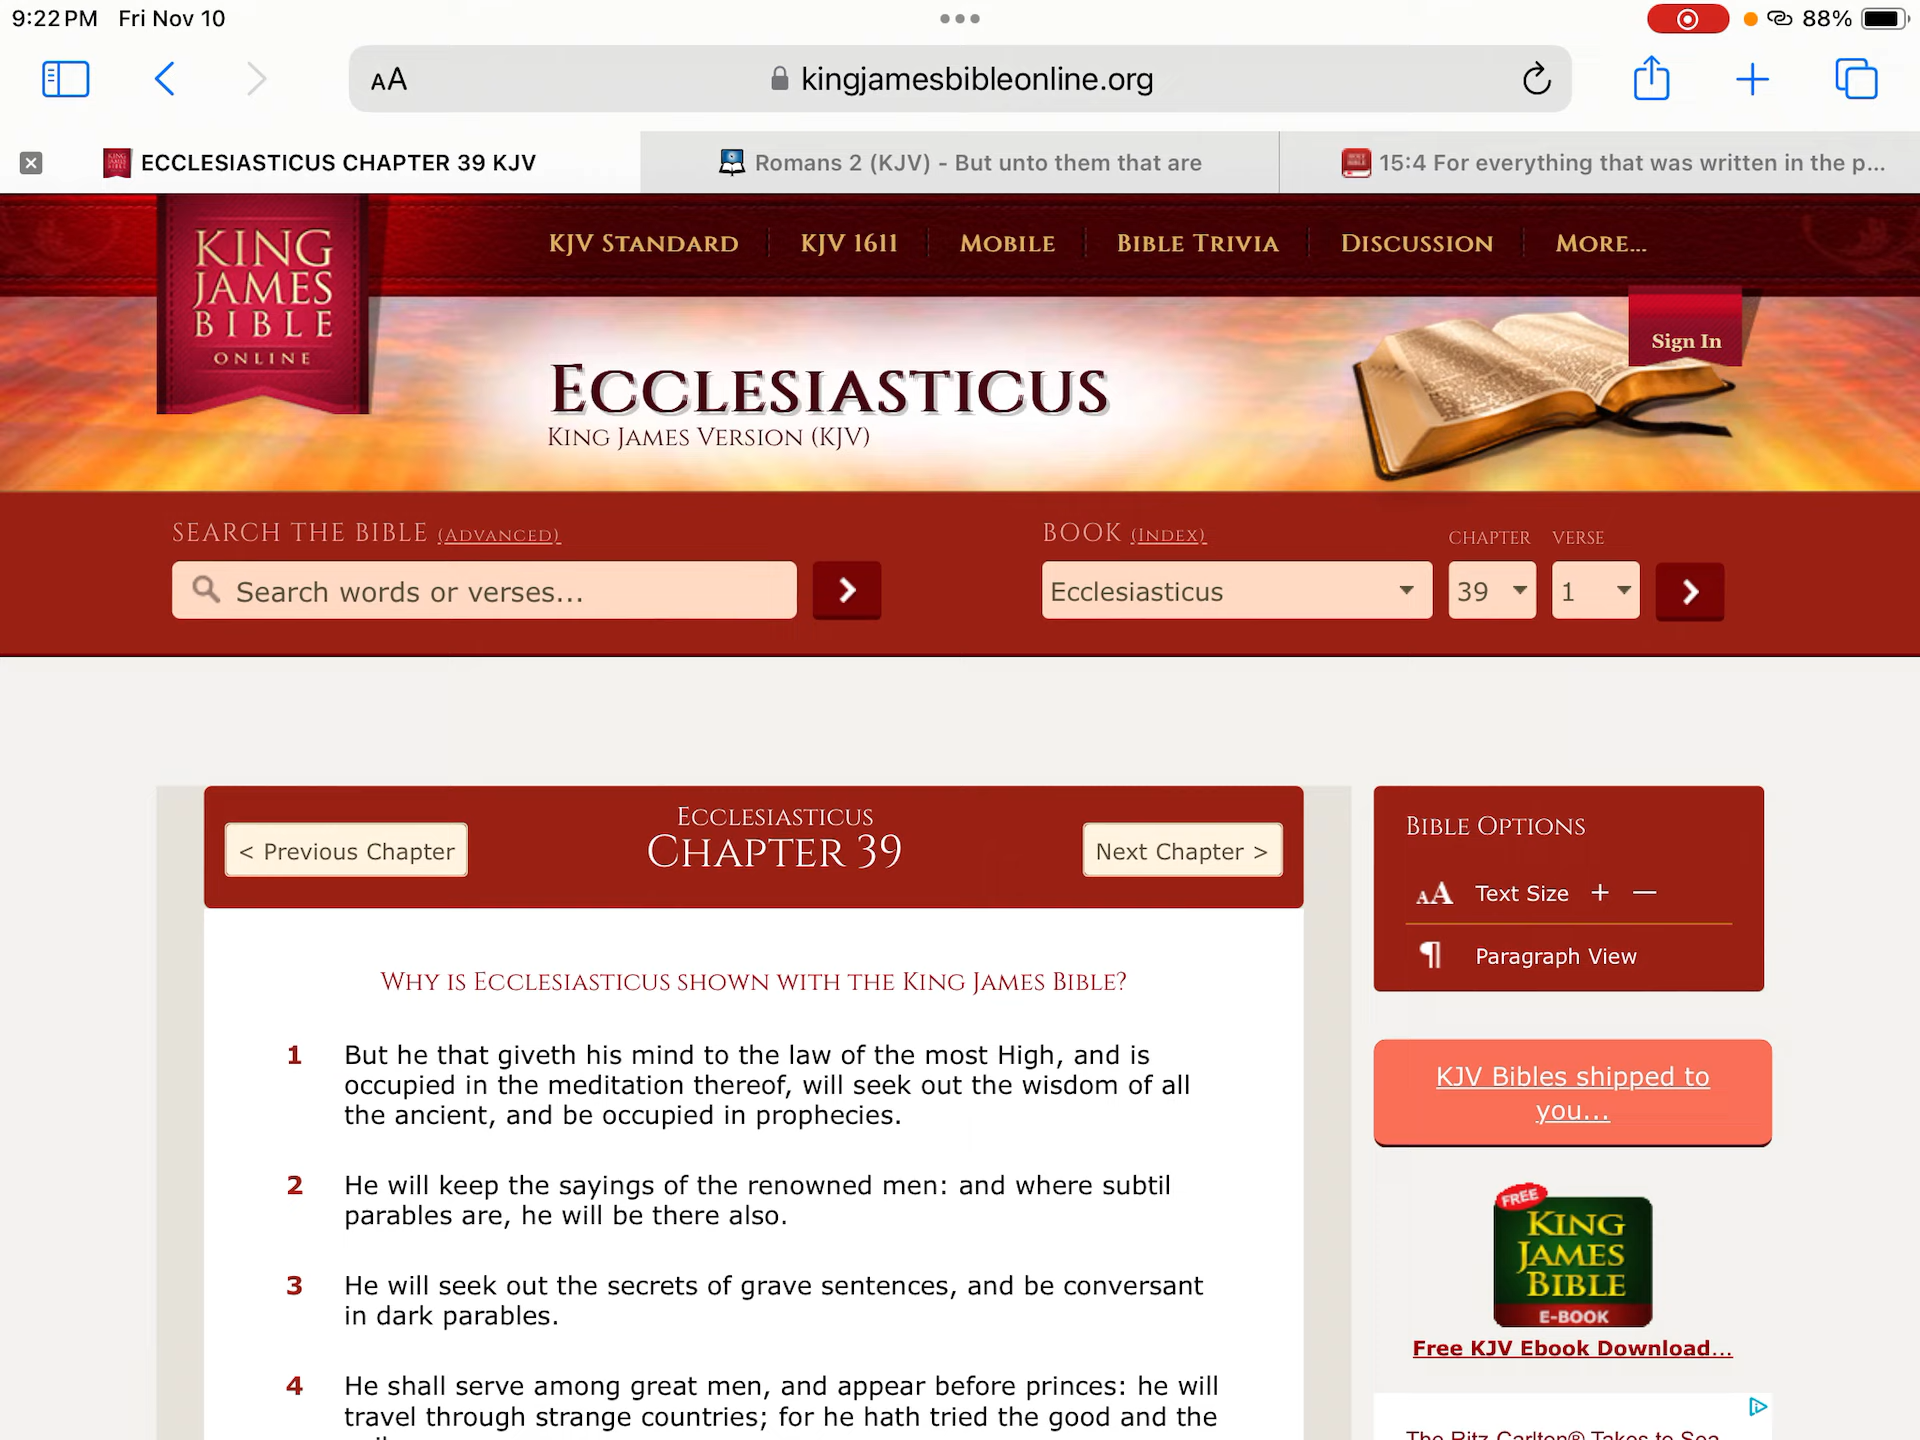 9:22 PM Fri Nov 10
88%
AA kingjamesbibleonline.org
ECCLESIASTICUS CHAPTER 39 KJV
Romans 2 (KJV) - But unto them that are
15:4 For everything that was written in the p...
KING
JAMES
BIBLE
ONLINE
KJV STANDARD KJV 1611 MOBILE BIBLE TRIVIA DISCUSSION MORE...
Sign In
ECCLESIASTICUS
KING JAMES VERSION (KJV)
SEARCH THE BIBLE (ADVANCED)
Search words or verses...
BOOK (INDEX) CHAPTER VERSE
Ecclesiasticus 39 1
< Previous Chapter
ECCLESIASTICUS
CHAPTER 39
Next Chapter >
WHY IS ECCLESIASTICUS SHOWN WITH THE KING JAMES BIBLE?
1 But he that giveth his mind to the law of the most High, and is
occupied in the meditation thereof, will seek out the wisdom of all
the ancient, and be occupied in prophecies.
2 He will keep the sayings of the renowned men: and where subtil
parables are, he will be there also.
3 He will seek out the secrets of grave sentences, and be conversant
in dark parables.
4 He shall serve among great men, and appear before princes: he will
travel through strange countries; for he hath tried the good and the
BIBLE OPTIONS
AA Text Size + —
¶ Paragraph View
KJV Bibles shipped to
you...
FREE
KING
JAMES
BIBLE
E-BOOK
Free KJV Ebook Download...
The Ritz-Carlton® Takes to Sea